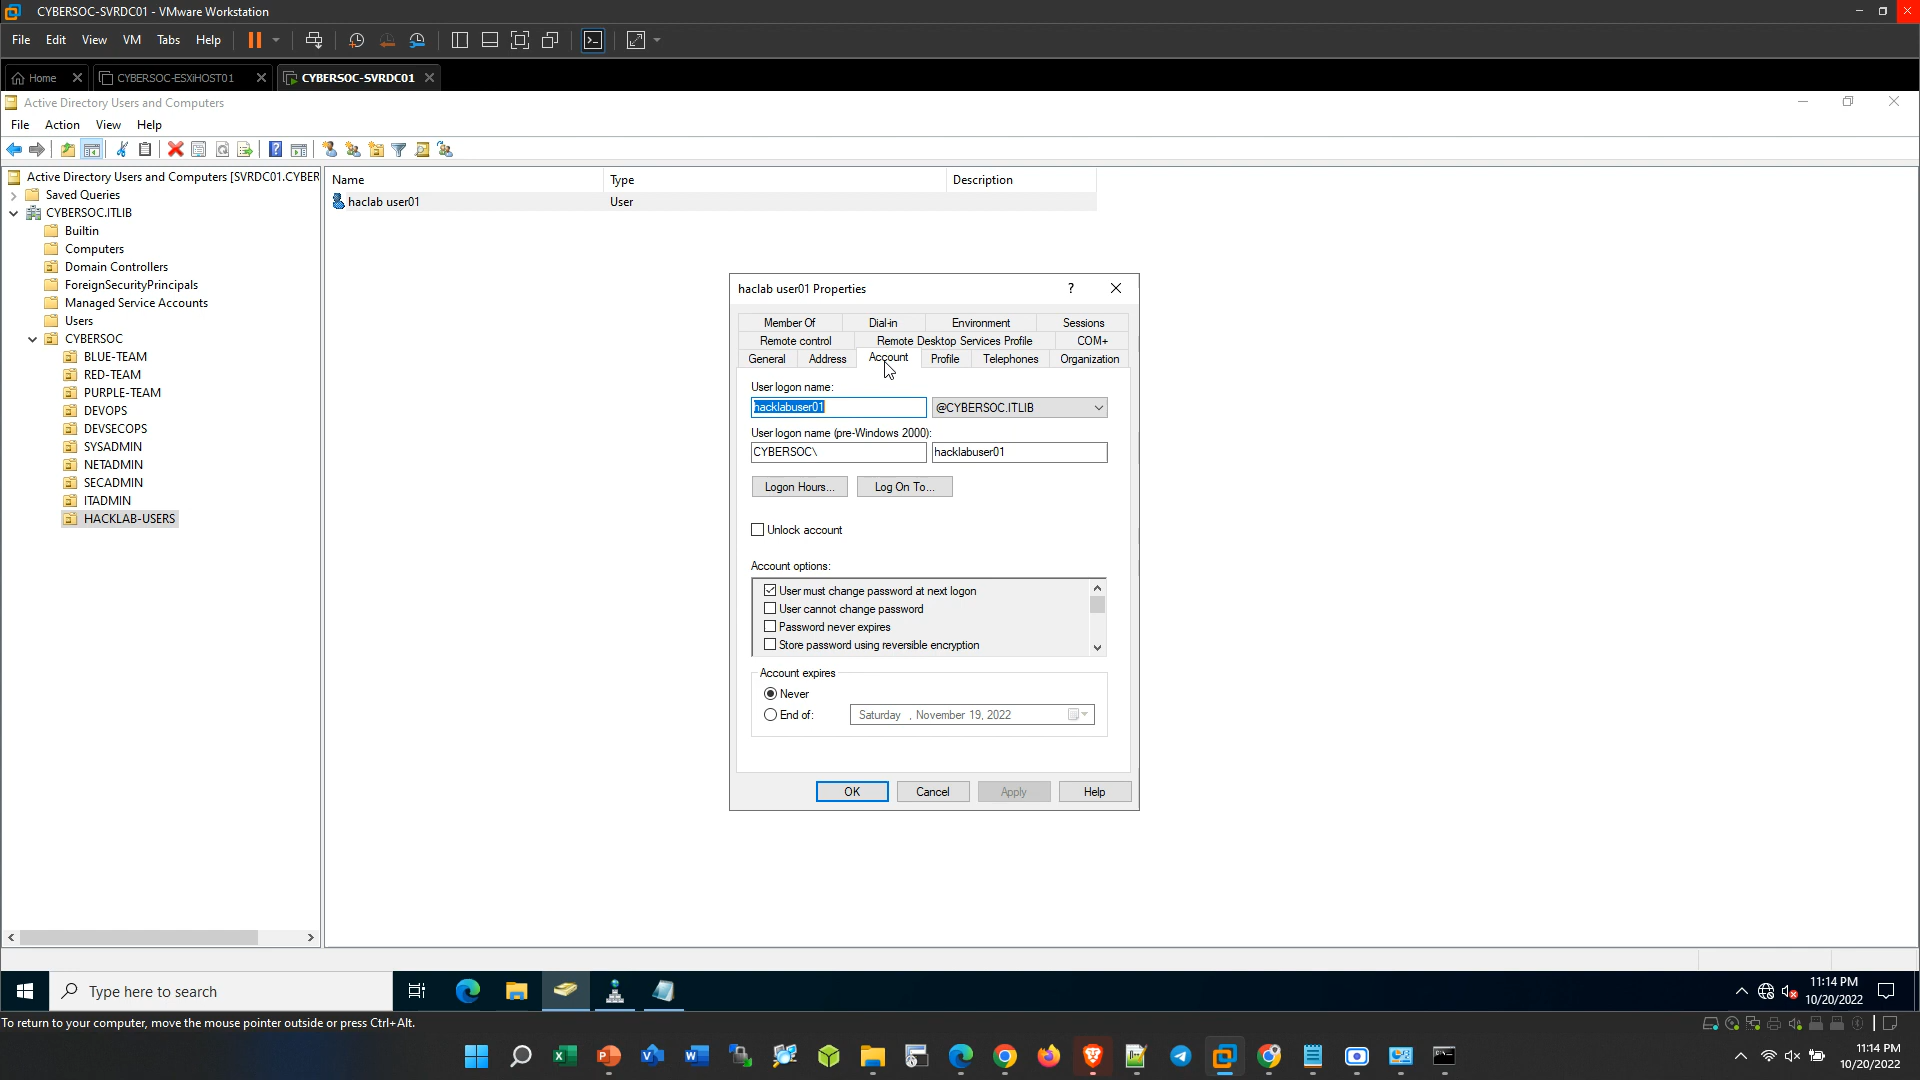 CYBERSOC-SVRDC01 - VMware Workstation
File Edit View VM Tabs Help
Home CYBERSOC-ESXiHOST01 CYBERSOC-SVRDC01
Active Directory Users and Computers
File Action View Help
Active Directory Users and Computers [SVRDC01.CYBER
Saved Queries
CYBERSOC.ITLIB
Builtin
Computers
Domain Controllers
ForeignSecurityPrincipals
Managed Service Accounts
Users
CYBERSOC
BLUE-TEAM
RED-TEAM
PURPLE-TEAM
DEVOPS
DEVSECOPS
SYSADMIN
NETADMIN
SECADMIN
ITADMIN
HACKLAB-USERS
Name Type Description
haclab user01 User
haclab user01 Properties ?
Member Of Dial-in Environment Sessions
Remote control Remote Desktop Services Profile COM+
General Address Account Profile Telephones Organization
User logon name:
hacklabuser01 @CYBERSOC.ITLIB
User logon name (pre-Windows 2000):
CYBERSOC\ hacklabuser01
Logon Hours... Log On To...
Unlock account
Account options:
User must change password at next logon
User cannot change password
Password never expires
Store password using reversible encryption
Account expires
Never
End of: Saturday , November 19, 2022
OK Cancel Apply Help
Type here to search
11:14 PM
10/20/2022
To return to your computer, move the mouse pointer outside or press Ctrl+Alt.
11:14 PM
10/20/2022